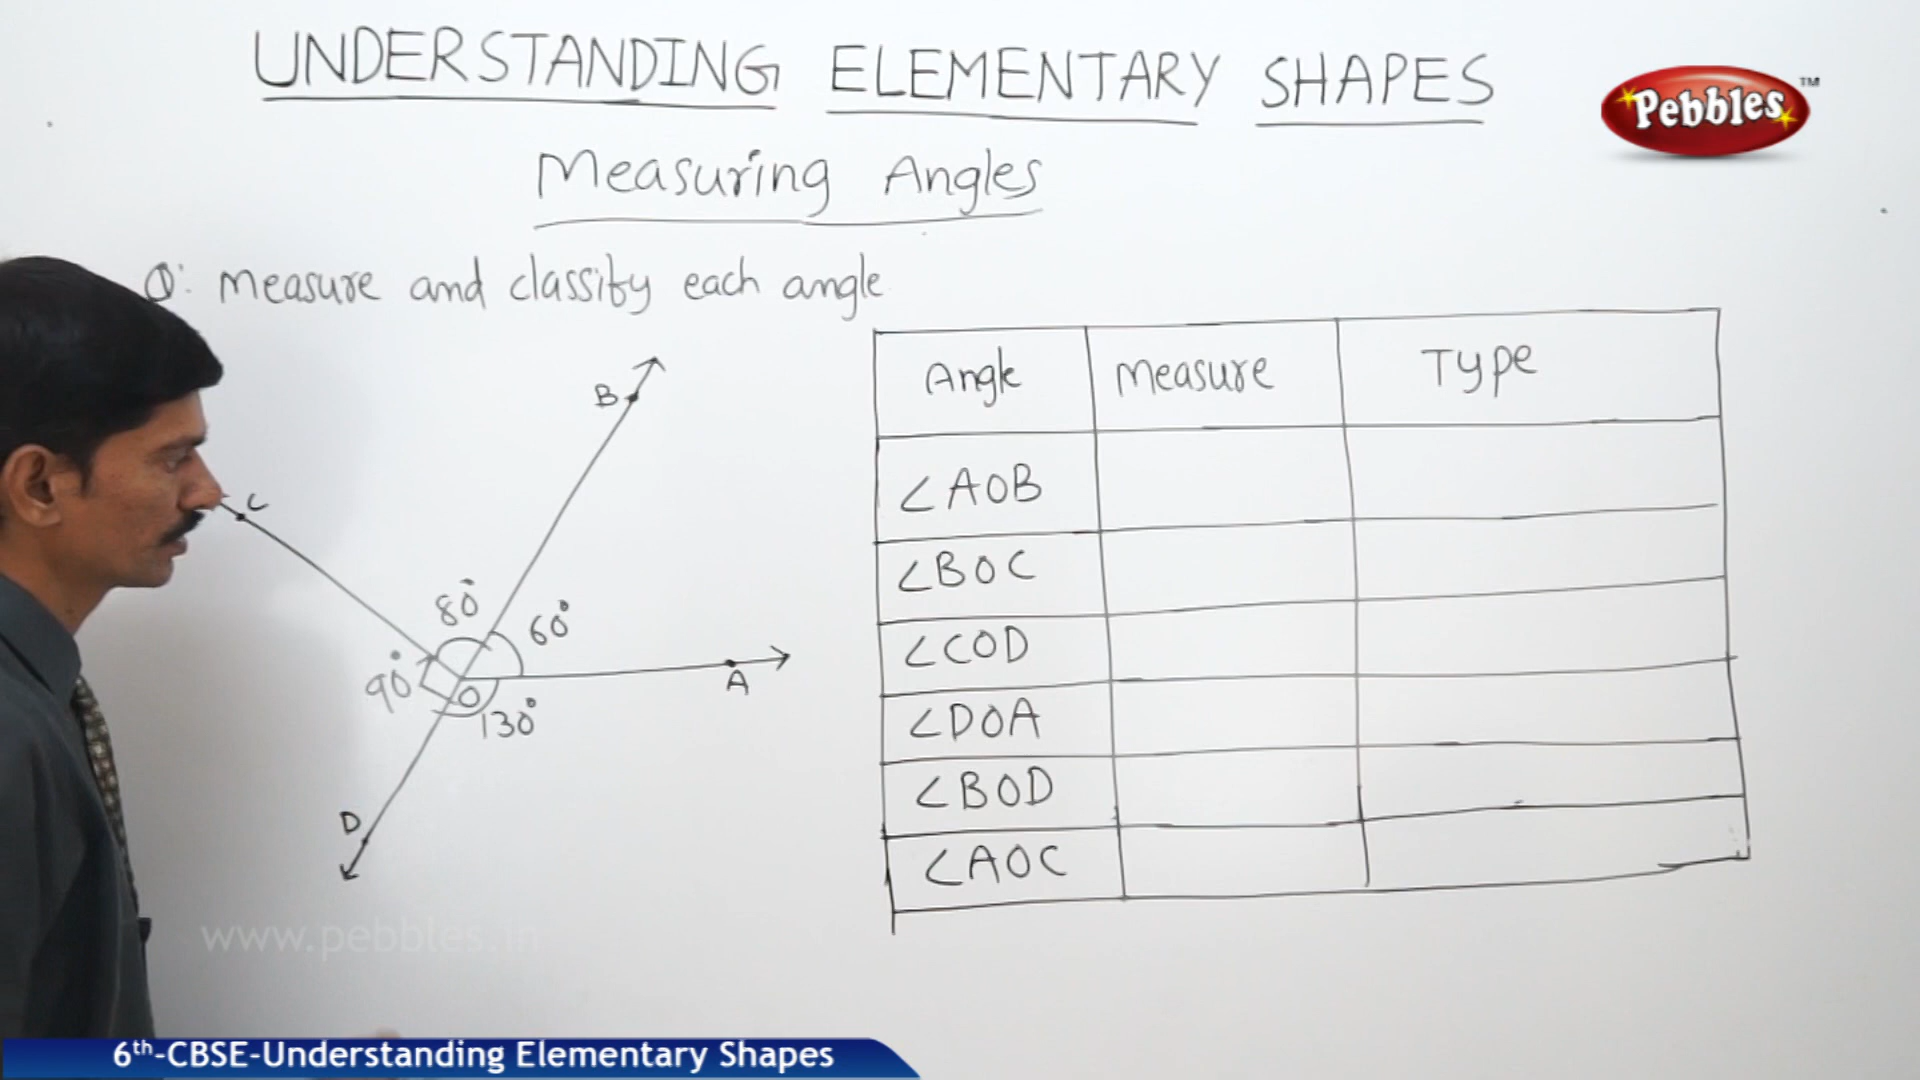 UNDERSTANDING ELEMENTARY SHAPES
Pebbles™
Measuring Angles
Q: Measure and classify each angle
Angle Measure Type
∠AOB
∠BOC
∠COD
∠DOA
∠BOD
∠AOC
B
C
80°
60°
90°
O
A
130°
D
www.pebbles.in
6th-CBSE-Understanding Elementary Shapes